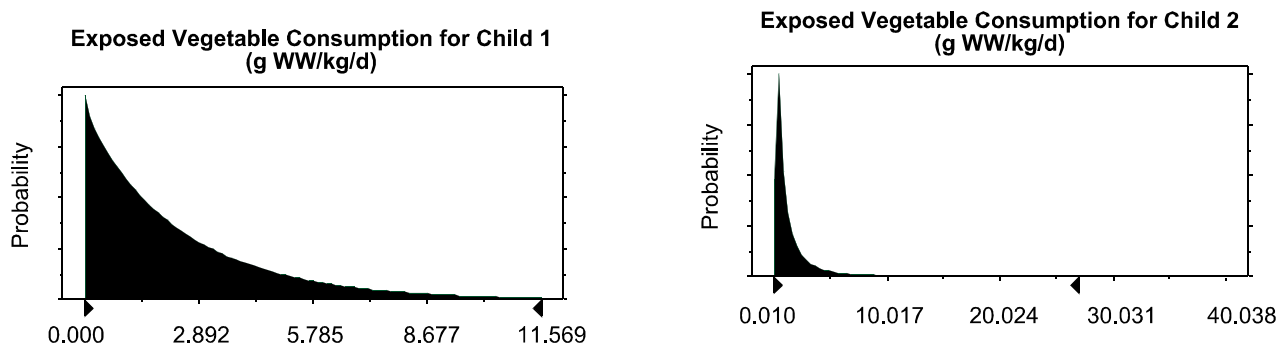 Exposed Vegetable Consumption for Child 1
(g WW/kg/d)
Probability
0.000 2.892 5.785 8.677 11.569
Exposed Vegetable Consumption for Child 2
(g WW/kg/d)
Probability
0.010 10.017 20.024 30.031 40.038